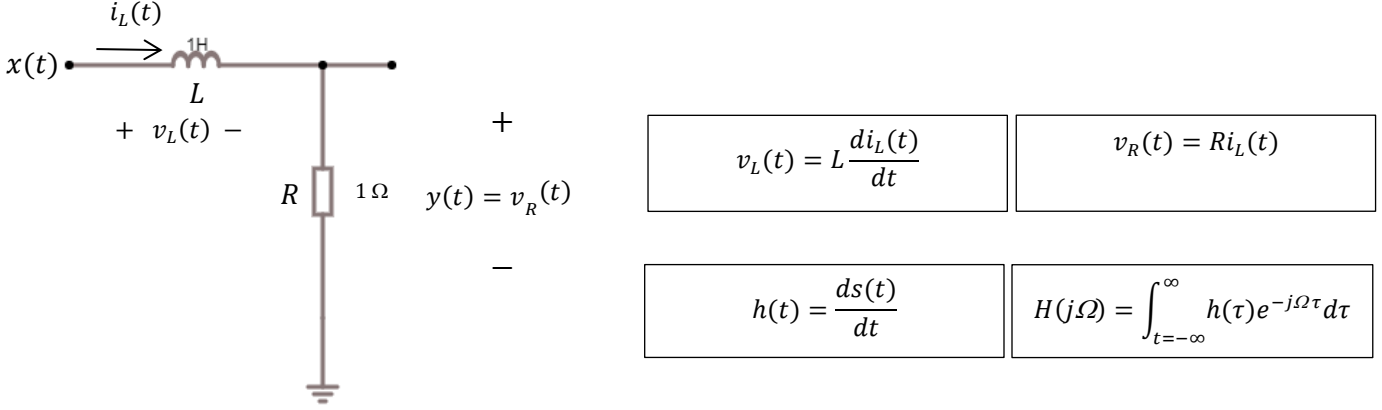 i_L(t)
1H
x(t)
L
+ v_L(t) −
+
R
1 Ω
y(t) = v_R(t)
−
v_L(t) = L di_L(t)/dt
v_R(t) = Ri_L(t)
h(t) = ds(t)/dt
H(jΩ) = ∫_{t=−∞}^{∞} h(τ)e^{−jΩτ}dτ